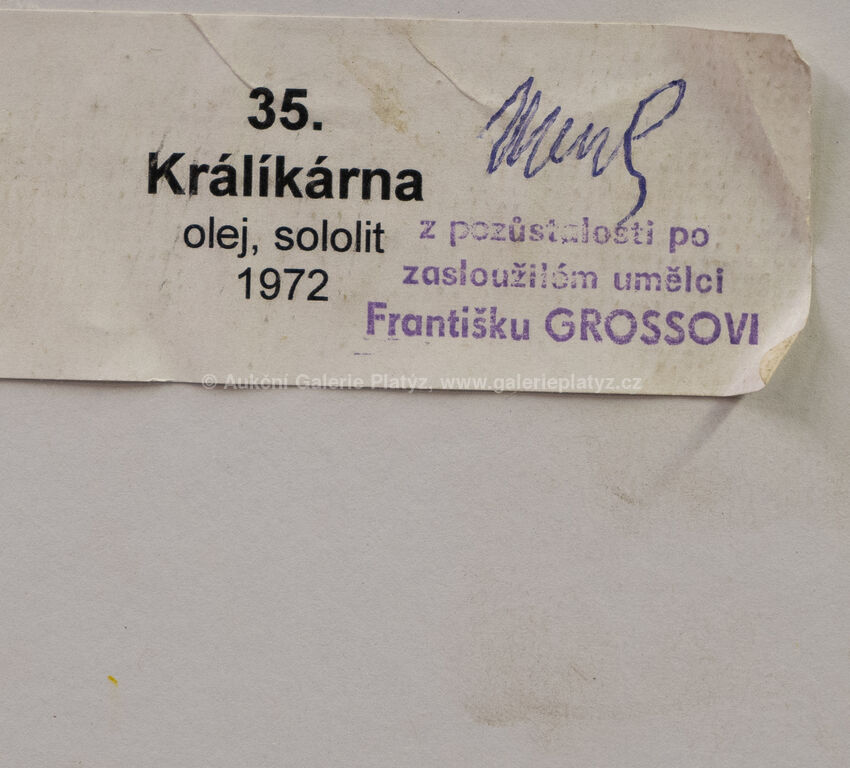 35.
Králíkárna
olej, sololit
1972
z pozůstalosti po
zasloužilém umělci
Františku GROSSOVI
© Aukční Galerie Platýz, www.galerieplatyz.cz